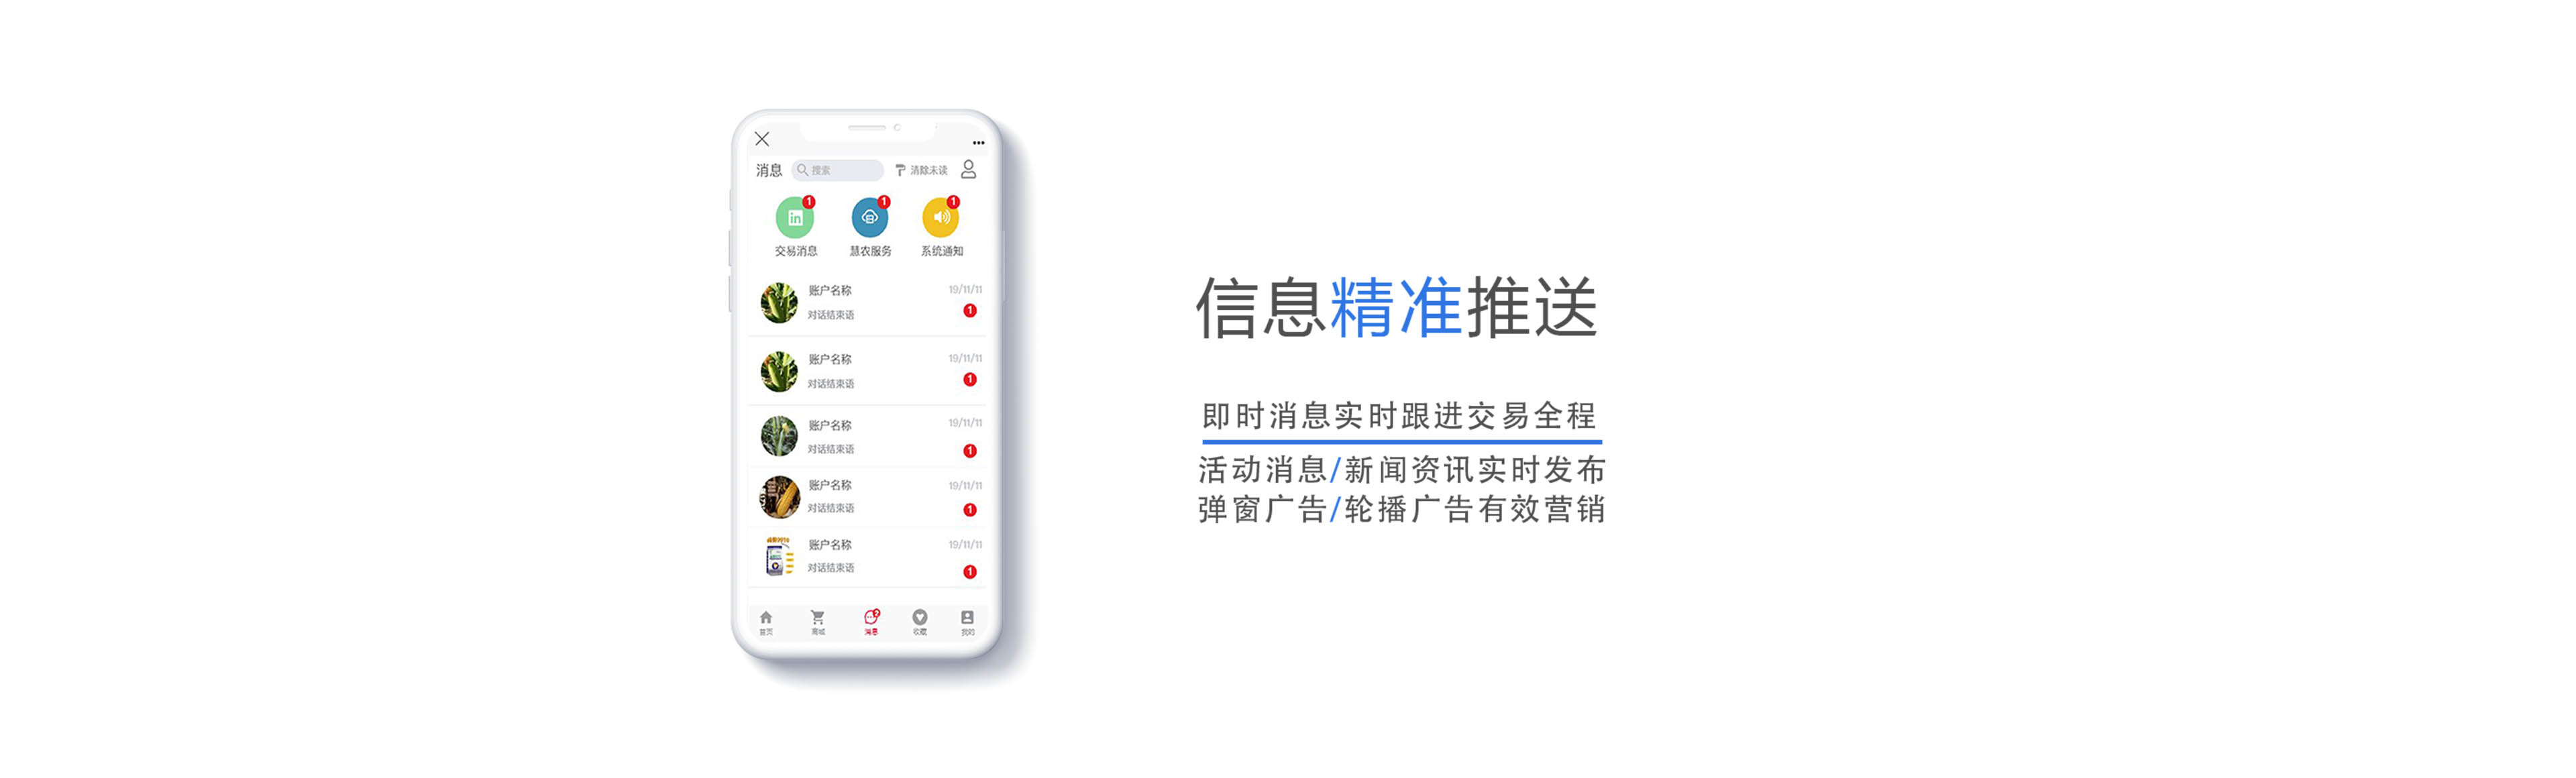 消息 搜索 清除未读
1 1 1
交易消息 慧农服务 系统通知
账户名称 19/11/11
对话结束语 1
账户名称 19/11/11
对话结束语 1
账户名称 19/11/11
对话结束语 1
账户名称 19/11/11
对话结束语 1
账户名称 19/11/11
对话结束语 1
首页 商城 消息 收藏 我的
信息精准推送
即时消息实时跟进交易全程
活动消息/新闻资讯实时发布
弹窗广告/轮播广告有效营销